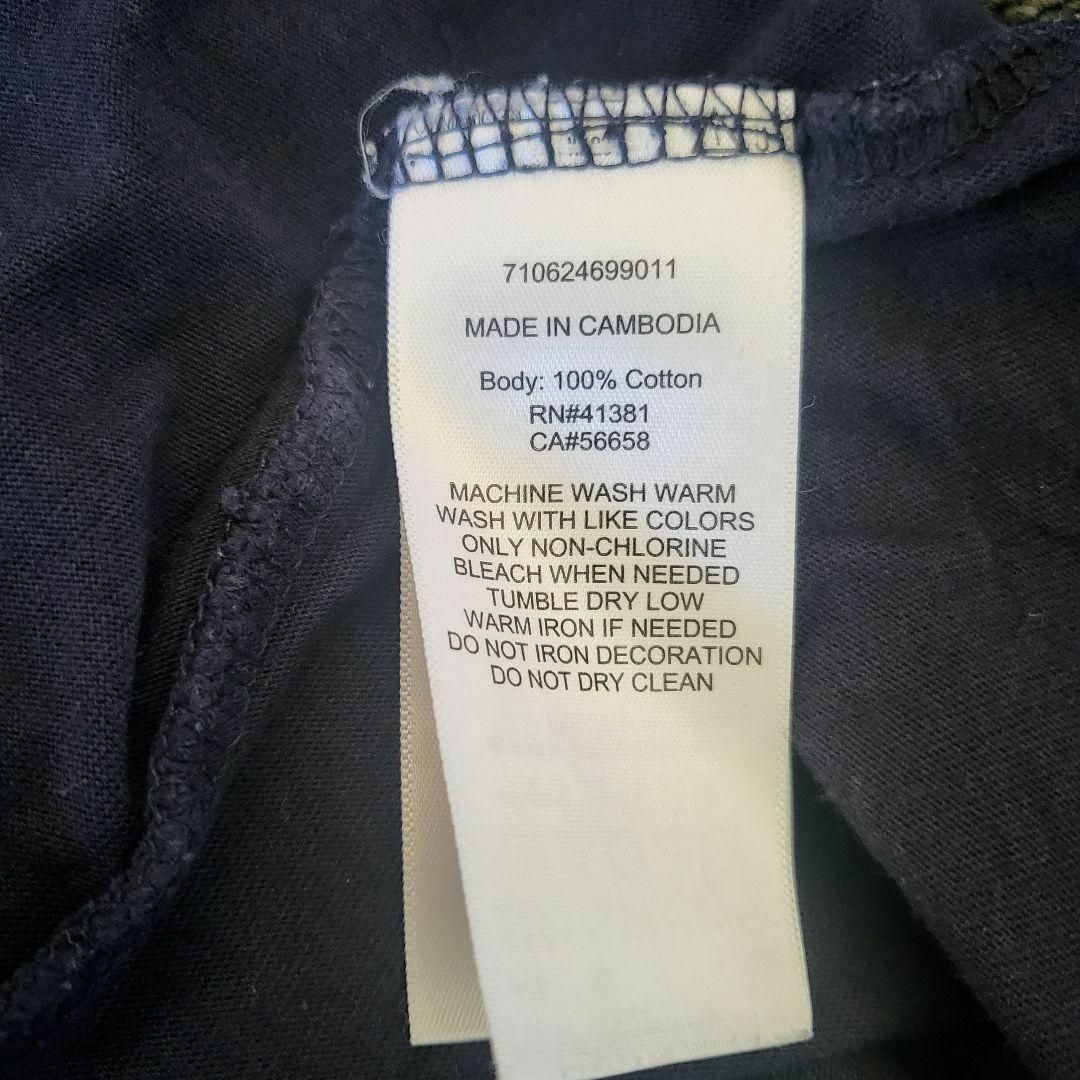 710624699011
MADE IN CAMBODIA
Body: 100% Cotton
RN#41381
CA#56658
MACHINE WASH WARM
WASH WITH LIKE COLORS
ONLY NON-CHLORINE
BLEACH WHEN NEEDED
TUMBLE DRY LOW
WARM IRON IF NEEDED
DO NOT IRON DECORATION
DO NOT DRY CLEAN